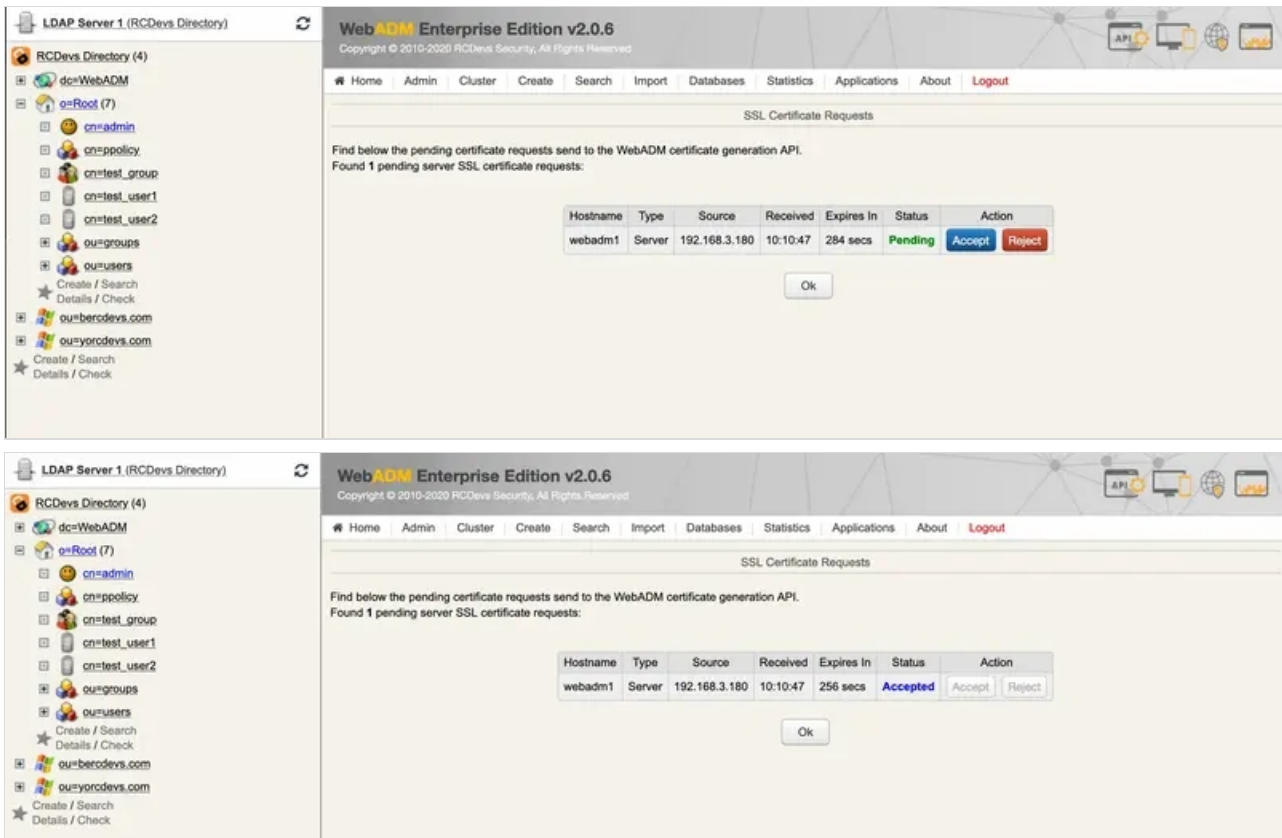 LDAP Server 1 (RCDevs Directory)
RCDevs Directory (4)
dc=WebADM
o=Root (7)
cn=admin
cn=ppolicy
cn=test_group
cn=test_user1
cn=test_user2
ou=groups
ou=users
Create / Search
Details / Check
ou=bercdevs.com
ou=yorcdevs.com
Create / Search
Details / Check
WebADM Enterprise Edition v2.0.6
Copyright © 2010-2020 RCDevs Security, All Rights Reserved
API
Home Admin Cluster Create Search Import Databases Statistics Applications About Logout
SSL Certificate Requests
Find below the pending certificate requests send to the WebADM certificate generation API.
Found 1 pending server SSL certificate requests:
Hostname Type Source Received Expires In Status Action
webadm1 Server 192.168.3.180 10:10:47 284 secs Pending Accept Reject
Ok
LDAP Server 1 (RCDevs Directory)
RCDevs Directory (4)
dc=WebADM
o=Root (7)
cn=admin
cn=ppolicy
cn=test_group
cn=test_user1
cn=test_user2
ou=groups
ou=users
Create / Search
Details / Check
ou=bercdevs.com
ou=yorcdevs.com
Create / Search
Details / Check
WebADM Enterprise Edition v2.0.6
Copyright © 2010-2020 RCDevs Security, All Rights Reserved
API
Home Admin Cluster Create Search Import Databases Statistics Applications About Logout
SSL Certificate Requests
Find below the pending certificate requests send to the WebADM certificate generation API.
Found 1 pending server SSL certificate requests:
Hostname Type Source Received Expires In Status Action
webadm1 Server 192.168.3.180 10:10:47 256 secs Accepted Accept Reject
Ok